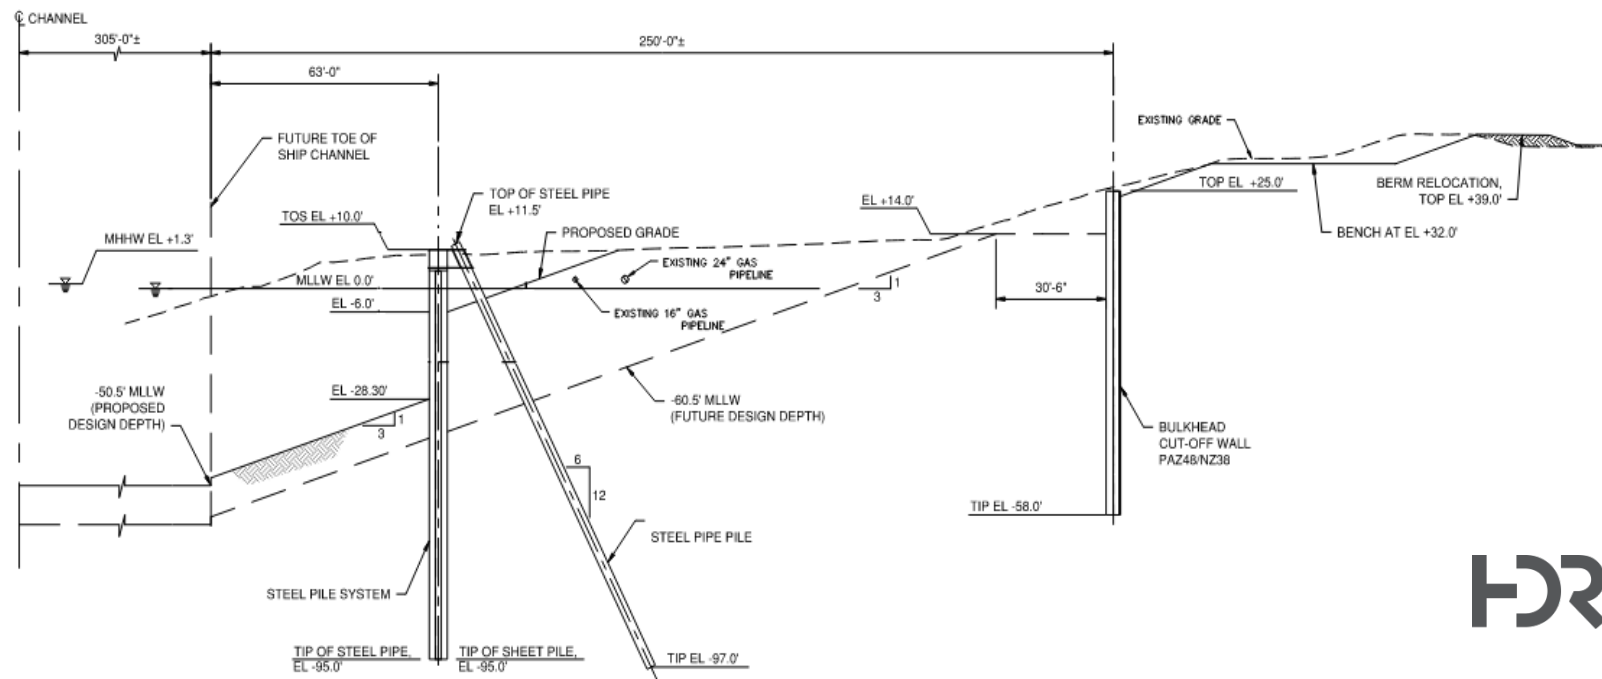 ℄ CHANNEL
305'-0"±
250'-0"±
63'-0"
FUTURE TOE OF
SHIP CHANNEL
EXISTING GRADE
TOP OF STEEL PIPE
EL +11.5'
TOP EL +25.0'
BERM RELOCATION,
TOP EL +39.0'
TOS EL +10.0'
PROPOSED GRADE
EL +14.0'
BENCH AT EL +32.0'
MHHW EL +1.3'
EXISTING 24" GAS
PIPELINE
MLLW EL 0.0'
1
3
30'-6"
EL -6.0'
EXISTING 16" GAS
PIPELINE
-50.5' MLLW
(PROPOSED
DESIGN DEPTH)
EL -28.30'
1
3
-60.5' MLLW
(FUTURE DESIGN DEPTH)
BULKHEAD
CUT-OFF WALL
PAZ48/NZ38
6
12
TIP EL -58.0'
STEEL PIPE PILE
STEEL PILE SYSTEM
TIP OF STEEL PIPE,
EL -95.0'
TIP OF SHEET PILE,
EL -95.0'
TIP EL -97.0'
HDR